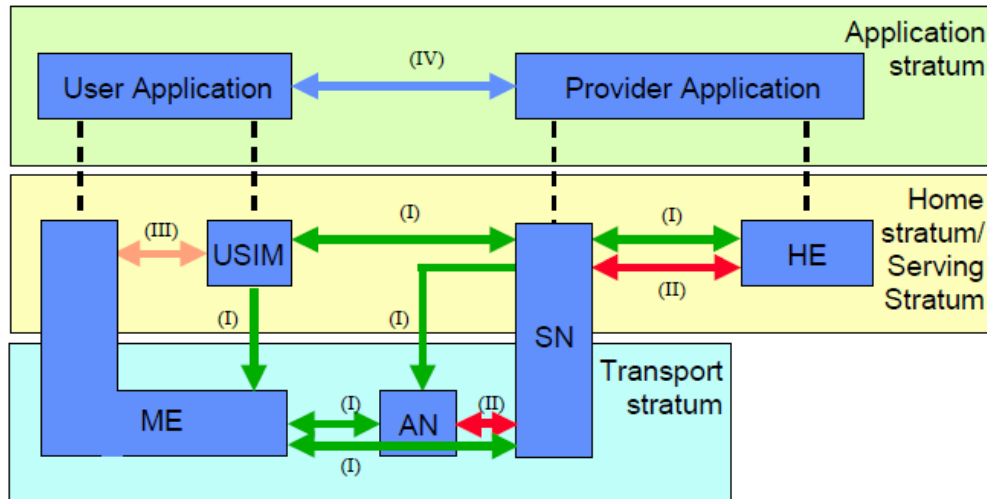 Application
stratum
(IV)
User Application
Provider Application
Home
stratum/
Serving
Stratum
(I)
(I)
(III)
USIM
HE
(II)
(I)
(I)
SN
Transport
stratum
ME
(I)
AN
(II)
(I)